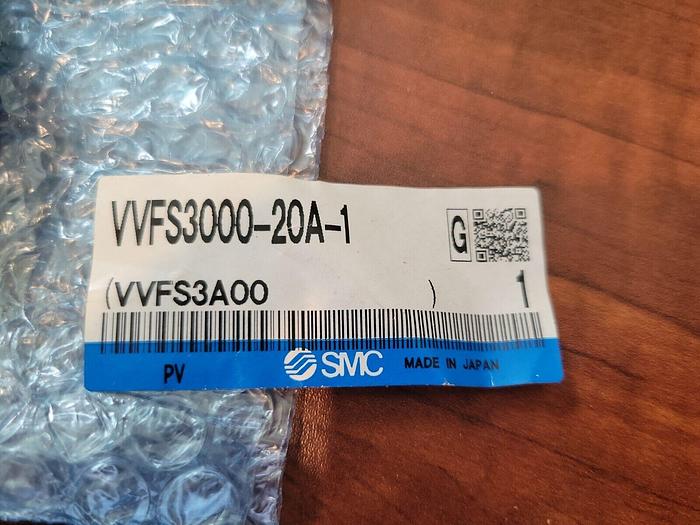 VVFS3000-20A-1
G
(VVFS3A00 )
1
PV
SMC
MADE IN JAPAN